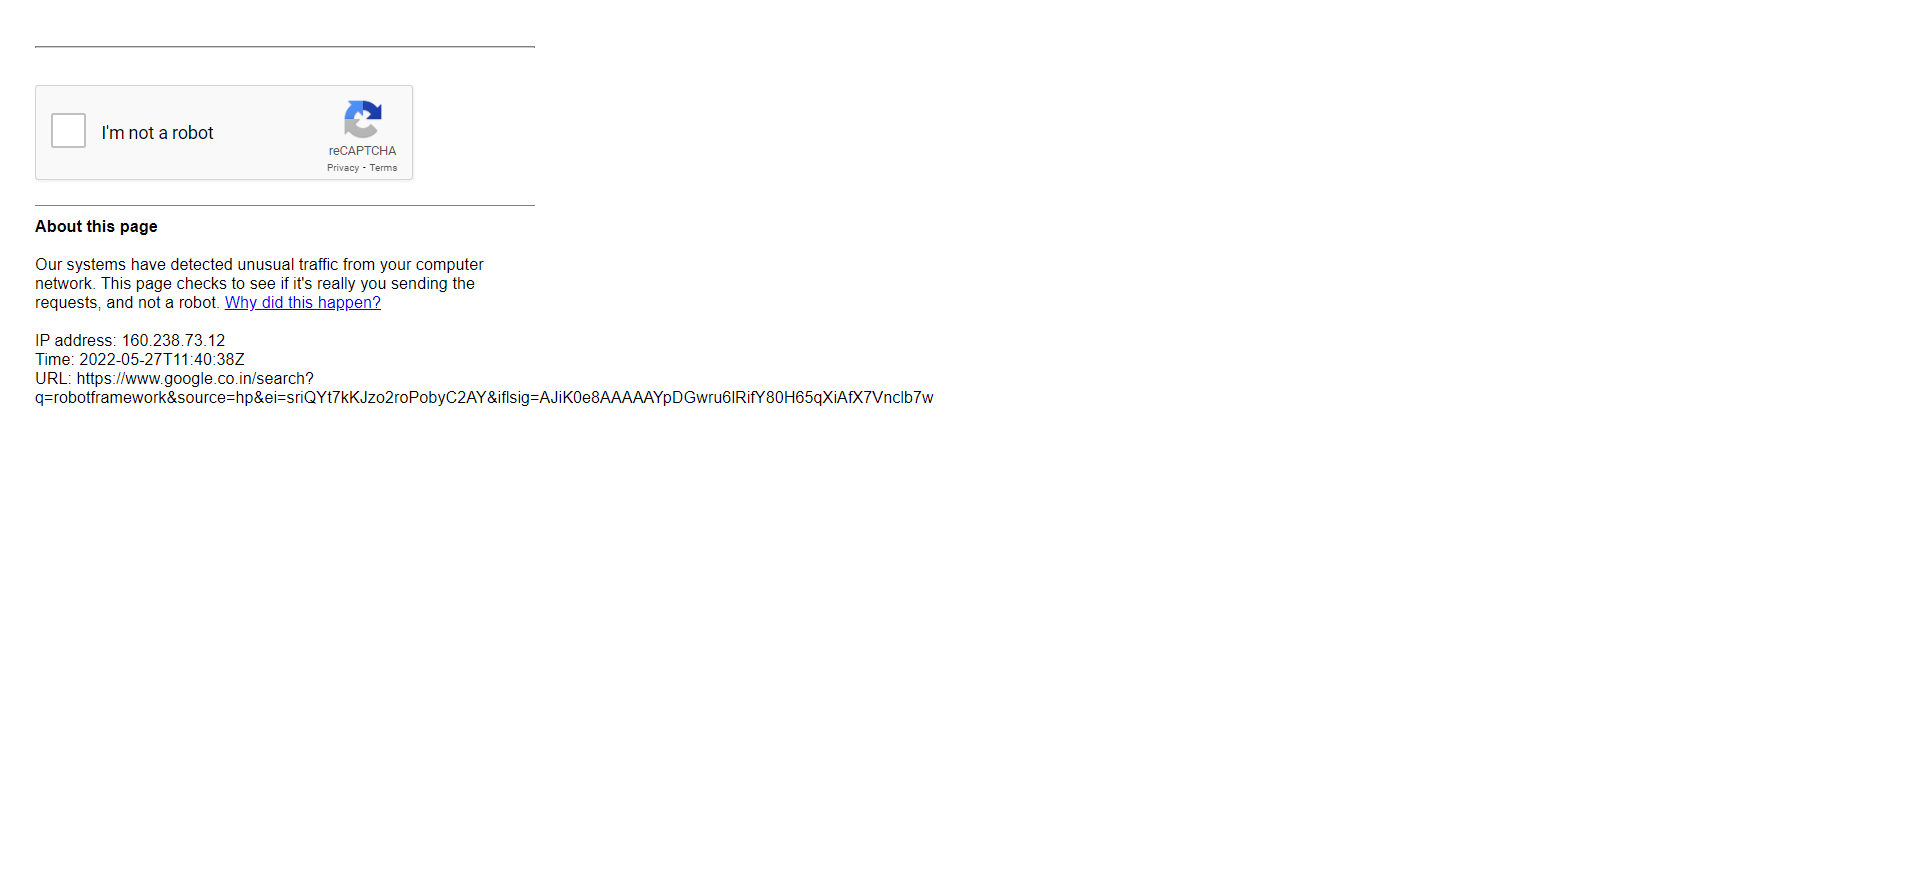 I'm not a robot
reCAPTCHA
Privacy - Terms
About this page
Our systems have detected unusual traffic from your computer
network. This page checks to see if it's really you sending the
requests, and not a robot. Why did this happen?
IP address: 160.238.73.12
Time: 2022-05-27T11:40:38Z
URL: https://www.google.co.in/search?
q=robotframework&source=hp&ei=sriQYt7kKJzo2roPobyC2AY&iflsig=AJiK0e8AAAAAYpDGwru6lRifY80H65qXiAfX7Vnclb7w